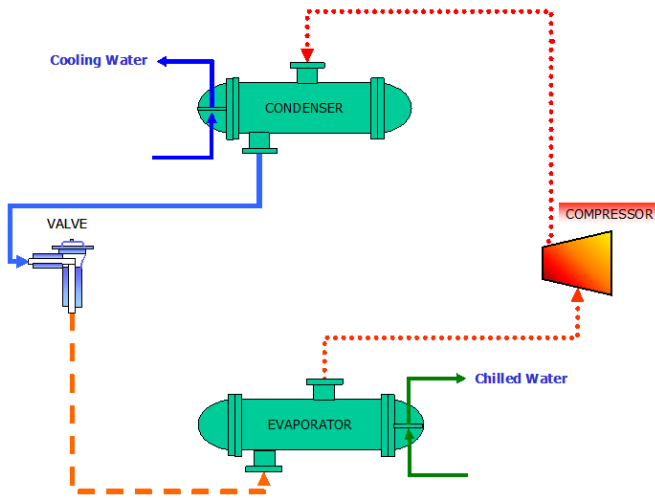 Cooling Water
CONDENSER
COMPRESSOR
VALVE
Chilled Water
EVAPORATOR